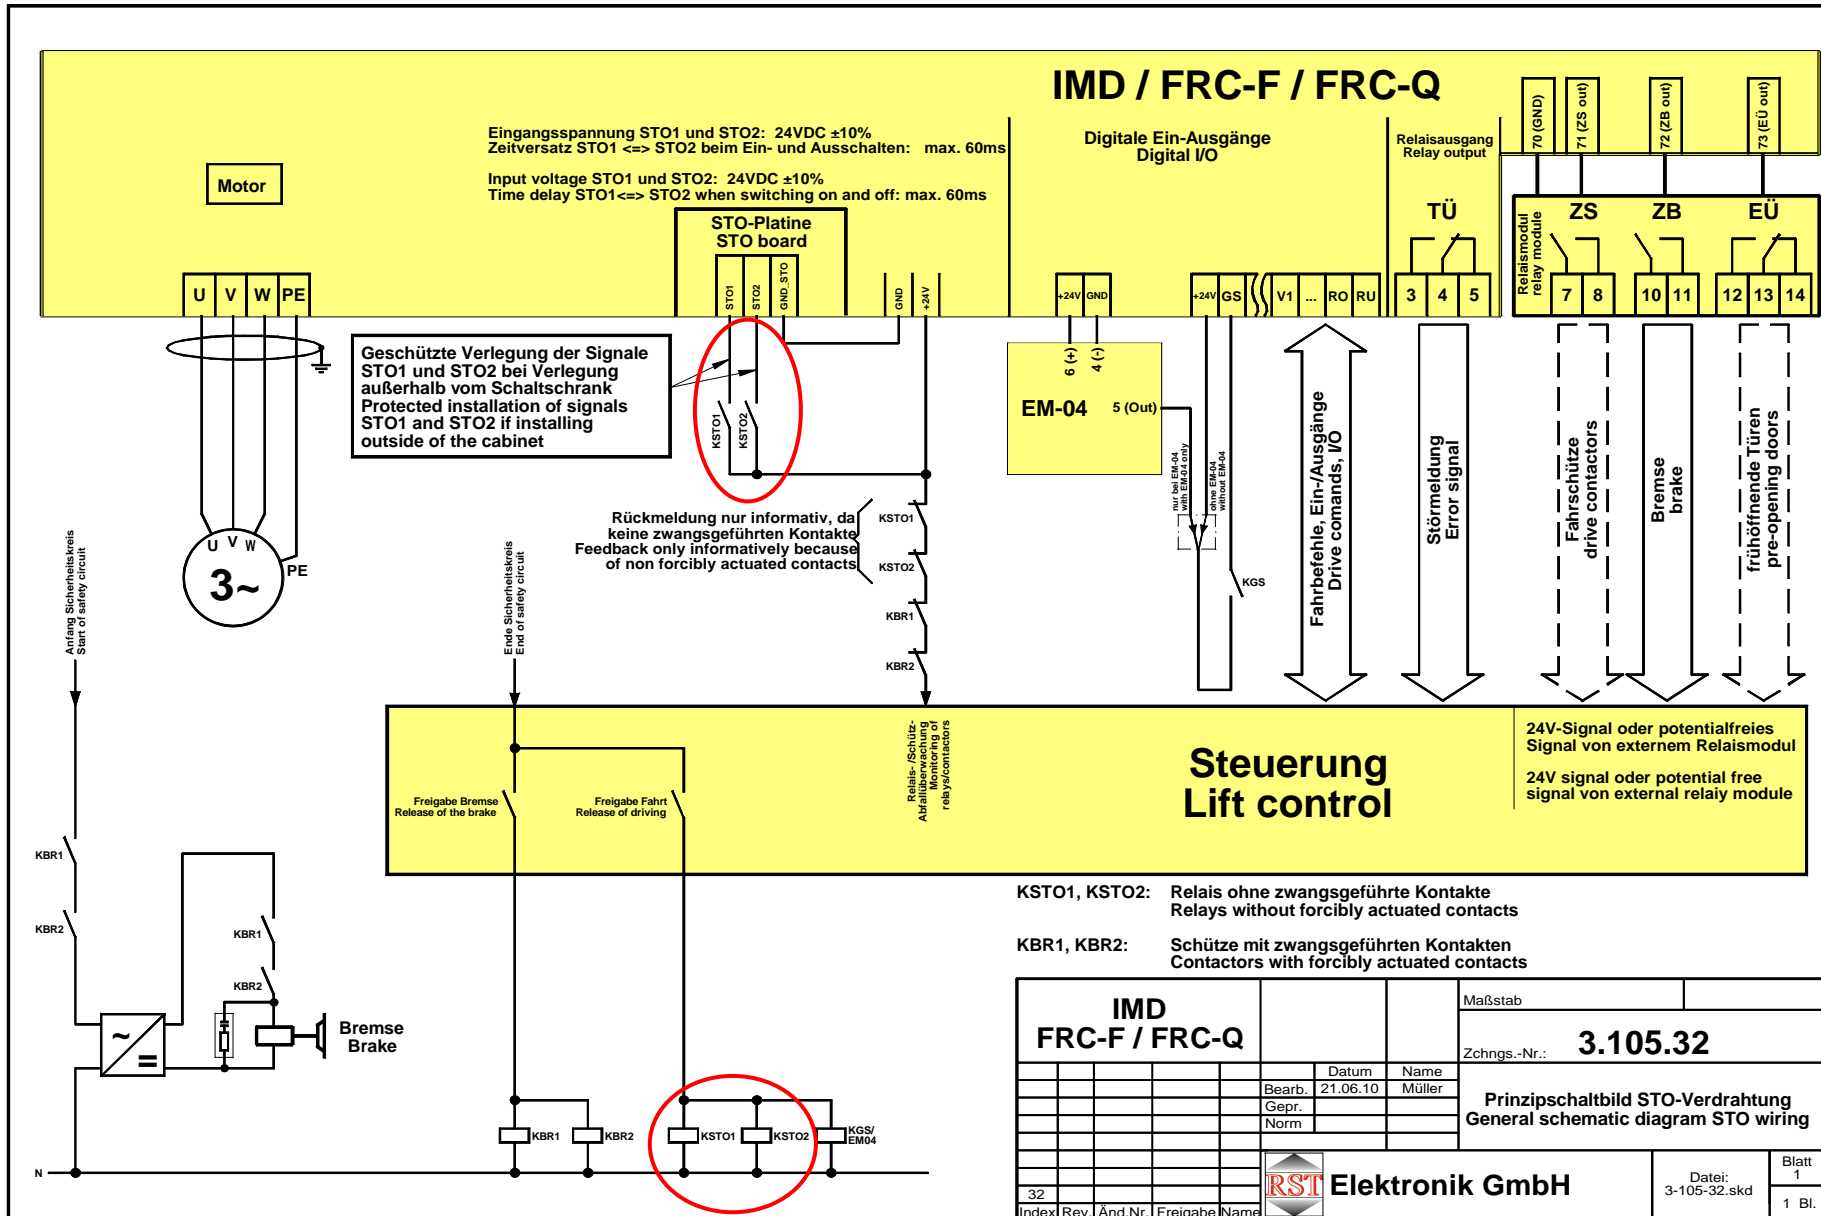 IMD / FRC-F / FRC-Q
Eingangsspannung STO1 und STO2: 24VDC ±10%
Zeitversatz STO1 <=> STO2 beim Ein- und Ausschalten: max. 60ms
Input voltage STO1 und STO2: 24VDC ±10%
Time delay STO1<=> STO2 when switching on and off: max. 60ms
Motor
STO-Platine
STO board
Digitale Ein-Ausgänge
Digital I/O
Relaisausgang
Relay output
70 (GND)
71 (ZS out)
72 (ZB out)
73 (EÜ out)
TÜ
Relaismodul
relay module
ZS
ZB
EÜ
U V W PE
STO1
STO2
GND_STO
GND
+24V
+24V GND
+24V GS
V1 ... RO RU
3 4 5
7 8
10 11
12 13 14
Geschützte Verlegung der Signale
STO1 und STO2 bei Verlegung
außerhalb vom Schaltschrank
Protected installation of signals
STO1 and STO2 if installing
outside of the cabinet
KSTO1
KSTO2
6 (+)
4 (-)
EM-04
5 (Out)
nur bei EM-04
with EM-04 only
ohne EM-04
without EM-04
KGS
Fahrbefehle, Ein-/Ausgänge
Drive comands, I/O
Störmeldung
Error signal
Fahrschütze
drive contactors
Bremse
brake
frühöffnende Türen
pre-opening doors
U V W
PE
3~
Rückmeldung nur informativ, da
keine zwangsgeführten Kontakte
Feedback only informatively because
of non forcibly actuated contacts
KSTO1
KSTO2
KBR1
KBR2
Anfang Sicherheitskreis
Start of safety circuit
Ende Sicherheitskreis
End of safety circuit
Relais- /Schütz-
Abfallüberwachung
Monitoring of
relays/contactors
Freigabe Bremse
Release of the brake
Freigabe Fahrt
Release of driving
Steuerung
Lift control
24V-Signal oder potentialfreies
Signal von externem Relaismodul
24V signal oder potential free
signal von external relaiy module
KBR1
KBR2
KBR1
KBR2
~
=
Bremse
Brake
KBR1
KBR2
KSTO1
KSTO2
KGS/
EM04
N
KSTO1, KSTO2: Relais ohne zwangsgeführte Kontakte
Relays without forcibly actuated contacts
KBR1, KBR2: Schütze mit zwangsgeführten Kontakten
Contactors with forcibly actuated contacts
IMD
FRC-F / FRC-Q
Maßstab
Zchngs.-Nr.: 3.105.32
Datum Name
Bearb. 21.06.10 Müller
Gepr.
Norm
Prinzipschaltbild STO-Verdrahtung
General schematic diagram STO wiring
32
Index Rev. Änd.Nr. Freigabe Name
RST Elektronik GmbH
Datei:
3-105-32.skd
Blatt
1
1 Bl.